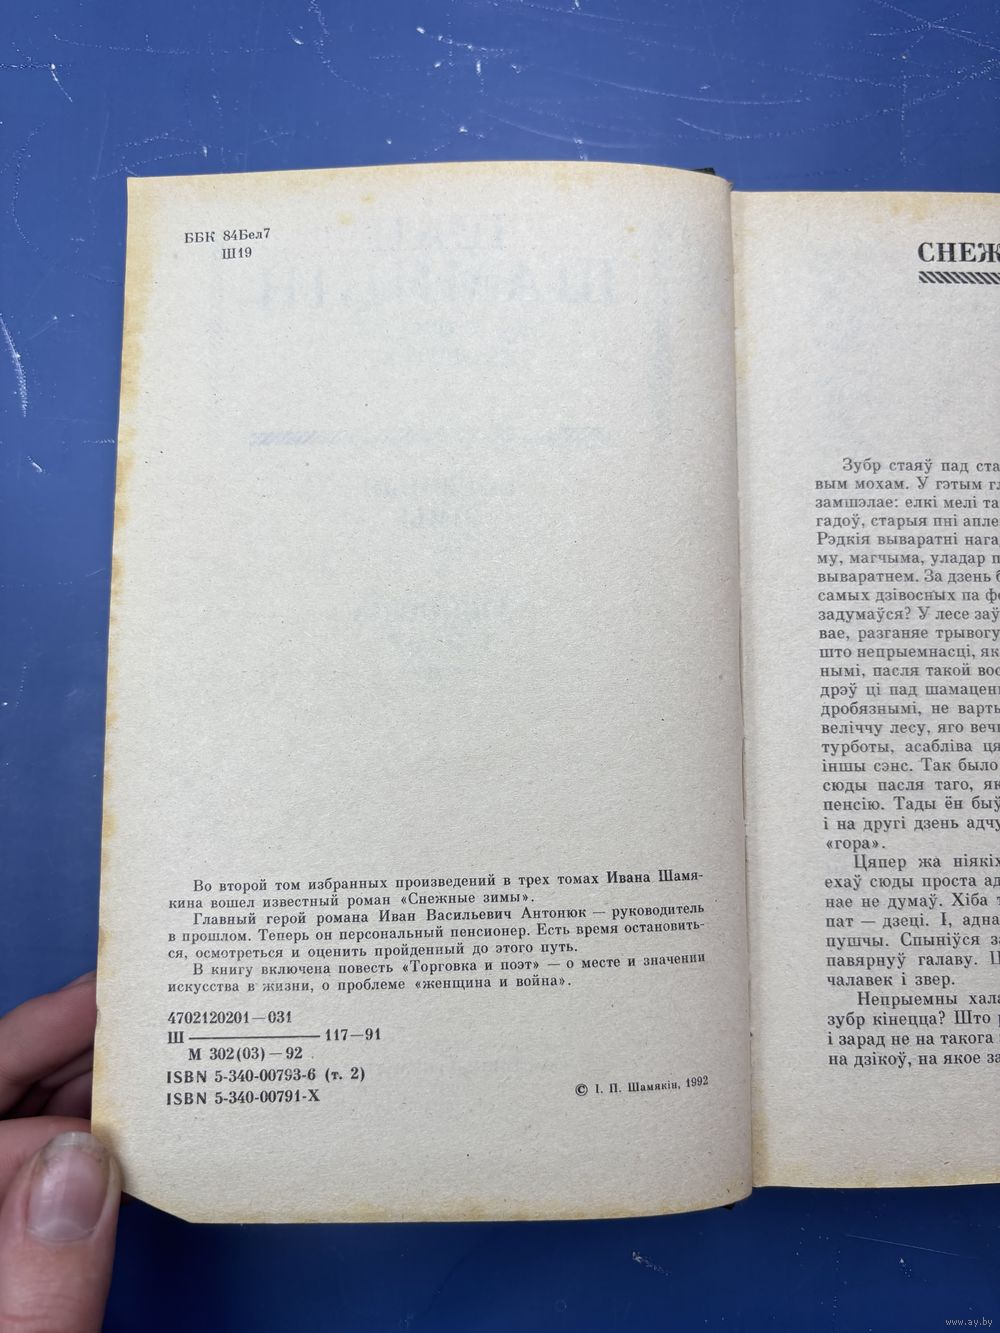 ББК 84Бел7
Ш19
Во второй том избранных произведений в трех томах Ивана Шамя-
кина вошел известный роман «Снежные зимы».
Главный герой романа Иван Васильевич Антонюк — руководитель
в прошлом. Теперь он персональный пенсионер. Есть время остановить-
ся, осмотреться и оценить пройденный до этого путь.
В книгу включена повесть «Торговка и поэт» — о месте и значении
искусства в жизни, о проблеме «женщина и война».
4702120201—031
Ш ——— 117—91
М 302(03)—92
ISBN 5-340-00793-6 (т. 2)
ISBN 5-340-00791-X
© І. П. Шамякін, 1992
СНЕЖ
Зубр стаяў пад ста
вым мохам. У гэтым гл
замшэлае: елкі мелі та
гадоў, старыя пні апле
Рэдкія вываратні нага
му, магчыма, уладар п
вываратнем. За дзень б
самых дзівосных па фо
задумаўся? У лесе заў
вае, разганяе трывогу
што непрыемнасці, як
нымі, пасля такой вос
дрэў ці пад шамацен
дробязнымі, не варты
веліччу лесу, яго вечн
турботы, асабліва ця
іншы сэнс. Так было
сюды пасля таго, як
пенсію. Тады ён быў
і на другі дзень адчу
«гора».
Цяпер жа ніякіх
ехаў сюды проста ад
нае не думаў. Хіба т
пат — дзеці. І, адна
пушчы. Спыніўся за
павярнуў галаву. Ц
чалавек і звер.
Непрыемны хала
зубр кінецца? Што р
і зарад не на такога
на дзікоў, на якое за
www.ay.by